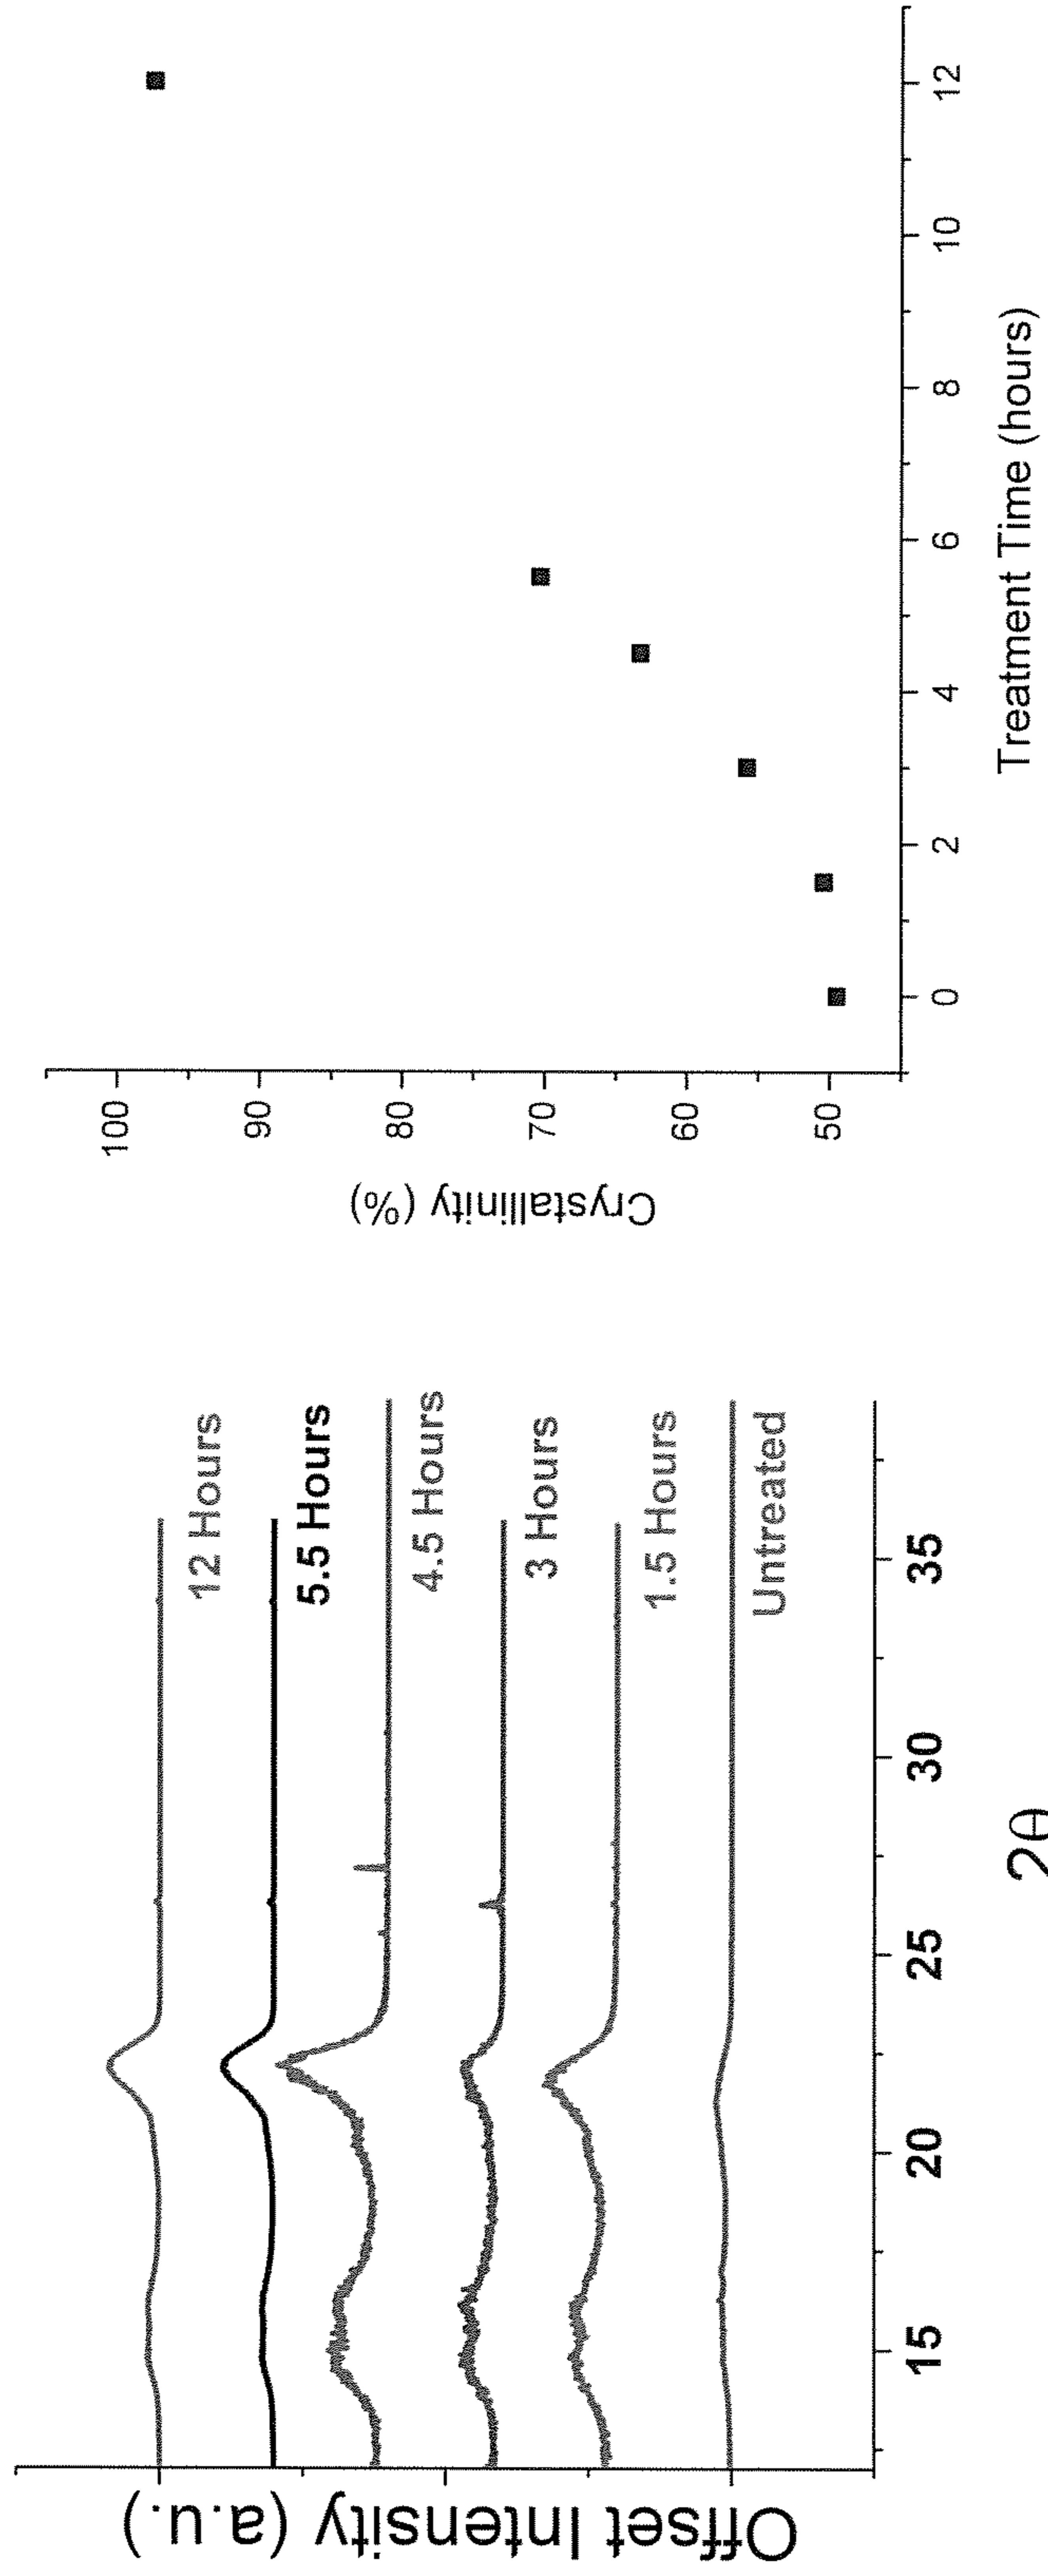 Offset Intensity (a.u.)
12 Hours
5.5 Hours
4.5 Hours
3 Hours
1.5 Hours
Untreated
15 20 25 30 35
2θ
Crystallinity (%)
100
90
80
70
60
50
0 2 4 6 8 10 12
Treatment Time (hours)